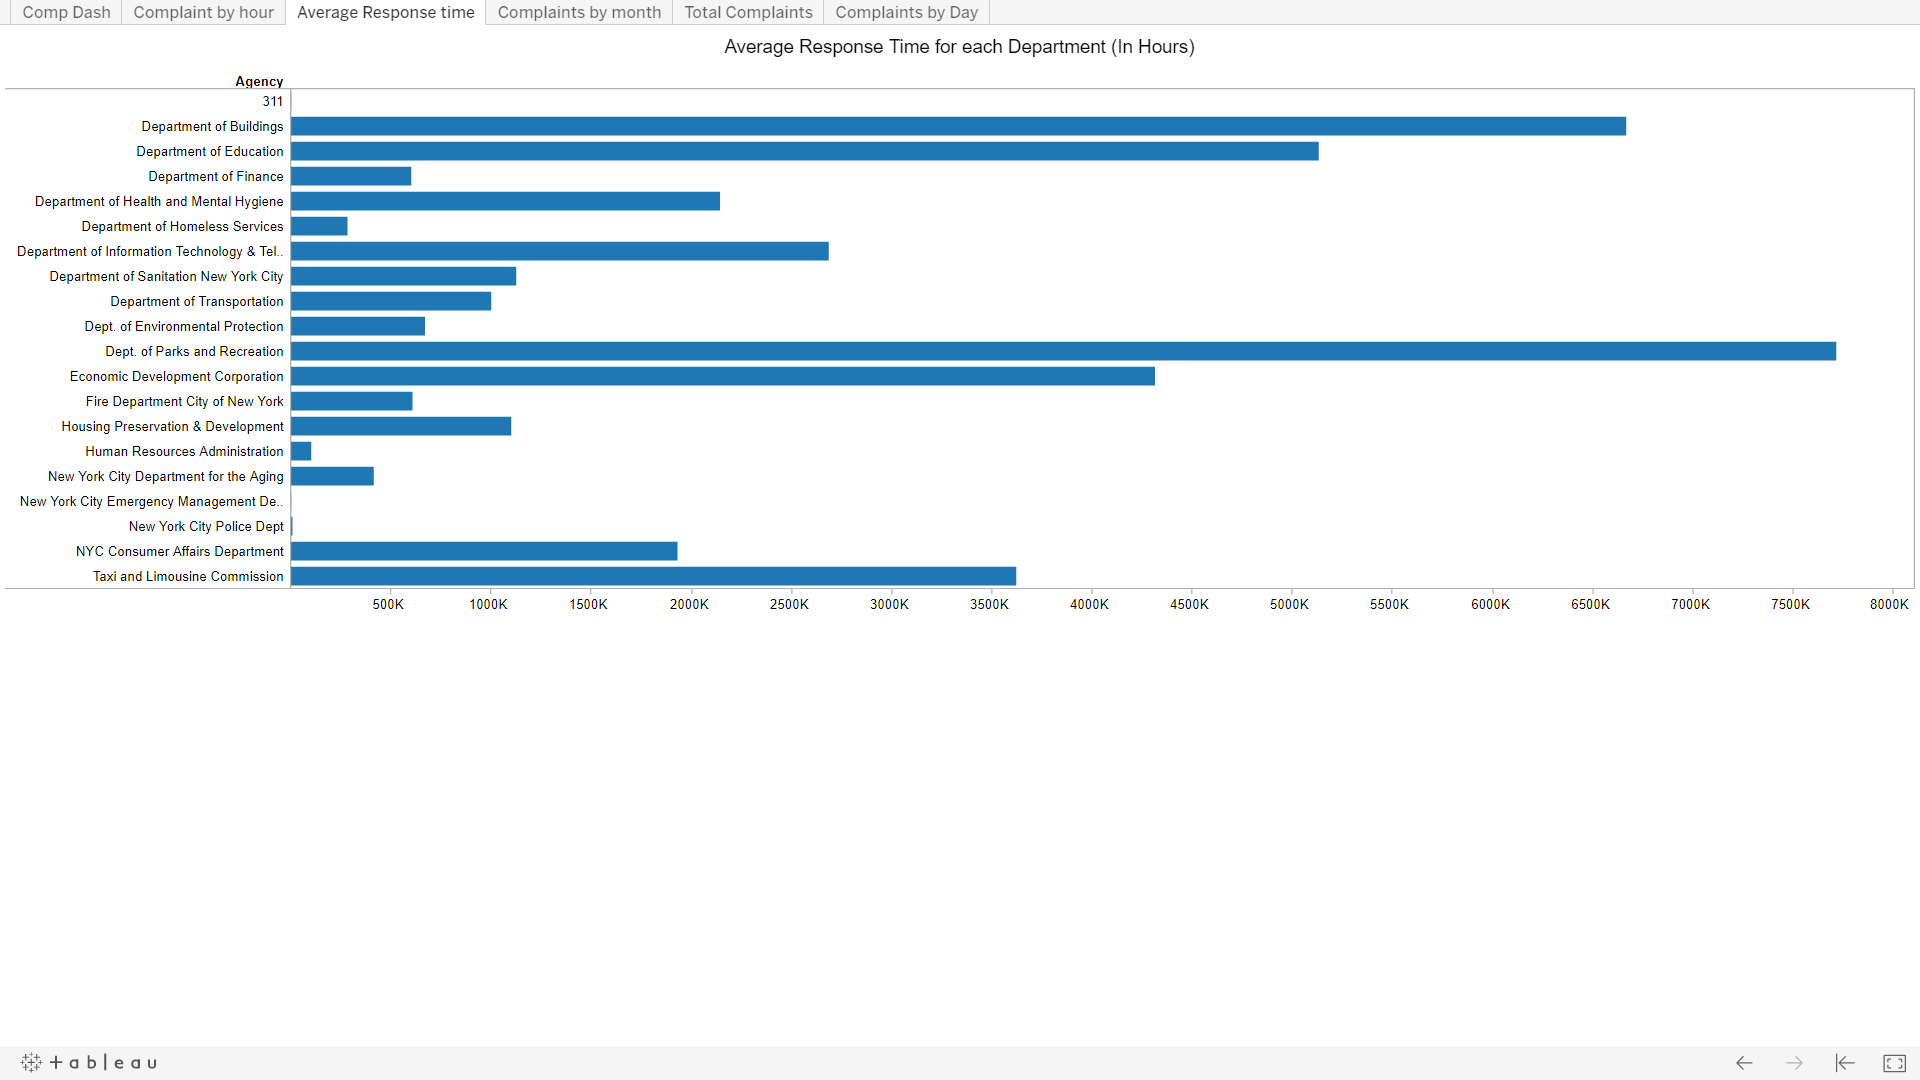 Comp Dash
Complaint by hour
Average Response time
Complaints by month
Total Complaints
Complaints by Day
Average Response Time for each Department (In Hours)
Agency
311
Department of Buildings
Department of Education
Department of Finance
Department of Health and Mental Hygiene
Department of Homeless Services
Department of Information Technology & Tel..
Department of Sanitation New York City
Department of Transportation
Dept. of Environmental Protection
Dept. of Parks and Recreation
Economic Development Corporation
Fire Department City of New York
Housing Preservation & Development
Human Resources Administration
New York City Department for the Aging
New York City Emergency Management De..
New York City Police Dept
NYC Consumer Affairs Department
Taxi and Limousine Commission
500K 1000K 1500K 2000K 2500K 3000K 3500K 4000K 4500K 5000K 5500K 6000K 6500K 7000K 7500K 8000K
+ a b l e a u